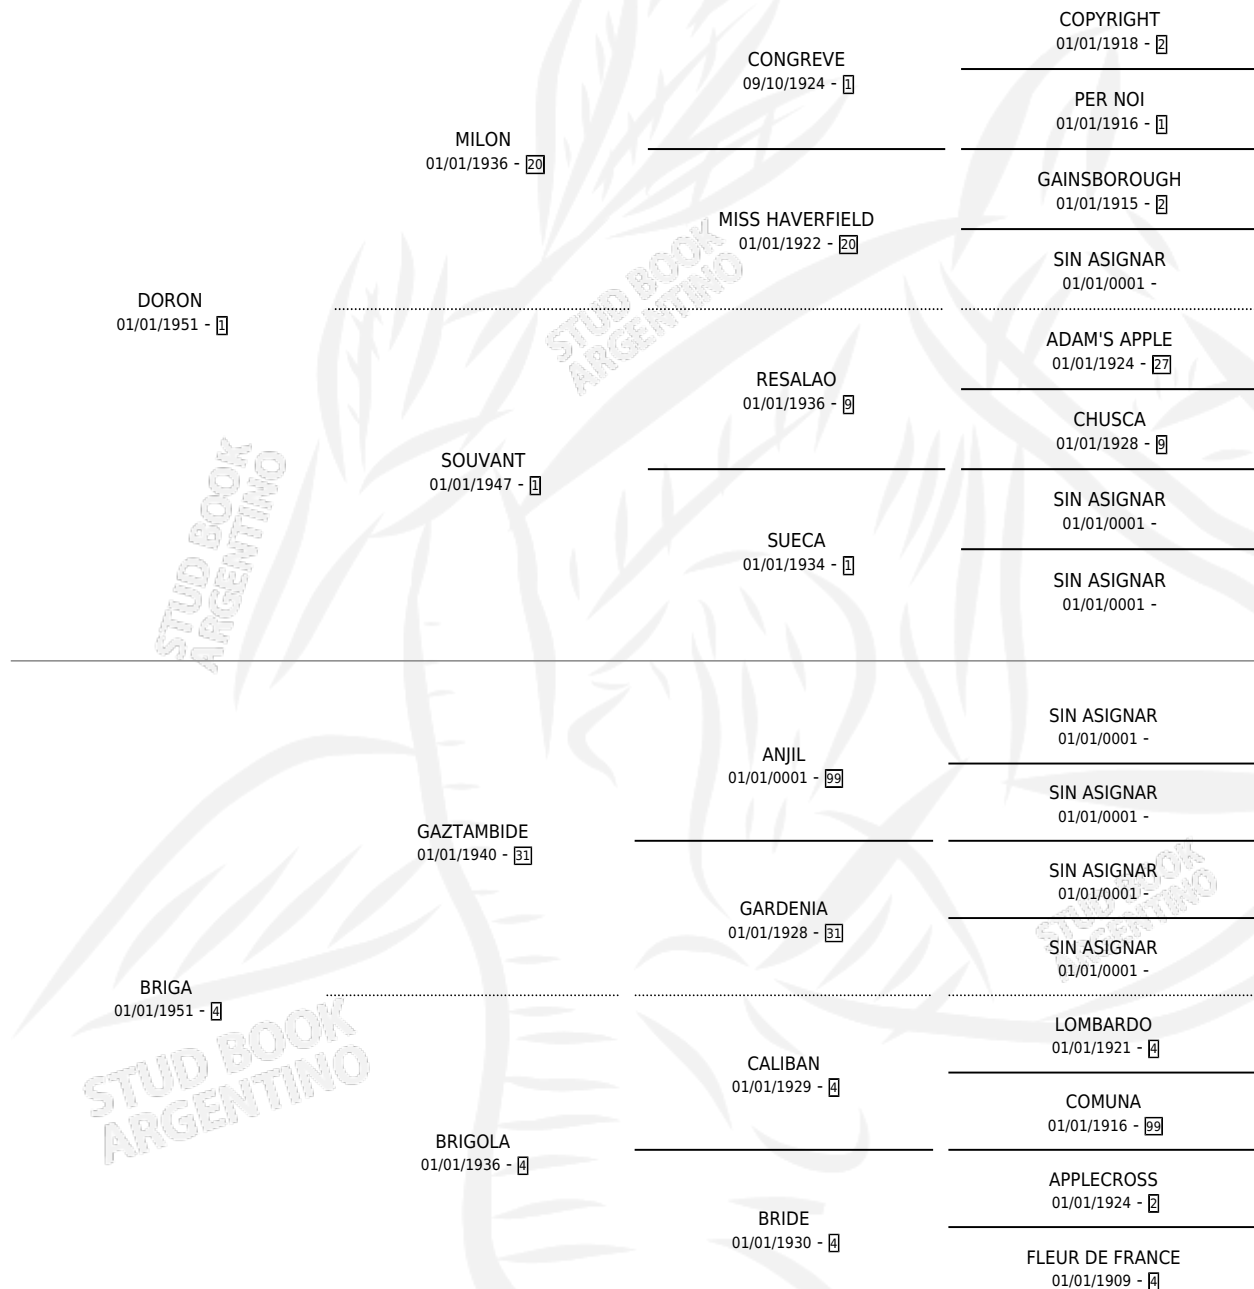 COPYRIGHT
01/01/1918 - 2
CONGREVE
09/10/1924 - 1
PER NOI
01/01/1916 - 1
MILON
01/01/1936 - 20
GAINSBOROUGH
01/01/1915 - 2
MISS HAVERFIELD
01/01/1922 - 20
SIN ASIGNAR
01/01/0001 -
DORON
01/01/1951 - 1
ADAM'S APPLE
01/01/1924 - 27
RESALAO
01/01/1936 - 9
CHUSCA
01/01/1928 - 9
SOUVANT
01/01/1947 - 1
SIN ASIGNAR
01/01/0001 -
SUECA
01/01/1934 - 1
SIN ASIGNAR
01/01/0001 -
SIN ASIGNAR
01/01/0001 -
ANJIL
01/01/0001 - 99
SIN ASIGNAR
01/01/0001 -
GAZTAMBIDE
01/01/1940 - 31
SIN ASIGNAR
01/01/0001 -
GARDENIA
01/01/1928 - 31
SIN ASIGNAR
01/01/0001 -
BRIGA
01/01/1951 - 4
LOMBARDO
01/01/1921 - 4
CALIBAN
01/01/1929 - 4
COMUNA
01/01/1916 - 99
BRIGOLA
01/01/1936 - 4
APPLECROSS
01/01/1924 - 2
BRIDE
01/01/1930 - 4
FLEUR DE FRANCE
01/01/1909 - 4
STUD BOOK
ARGENTINO
STUD BOOK
ARGENTINO
STUD BOOK
ARGENTINO
STUD BOOK
ARGENTINO